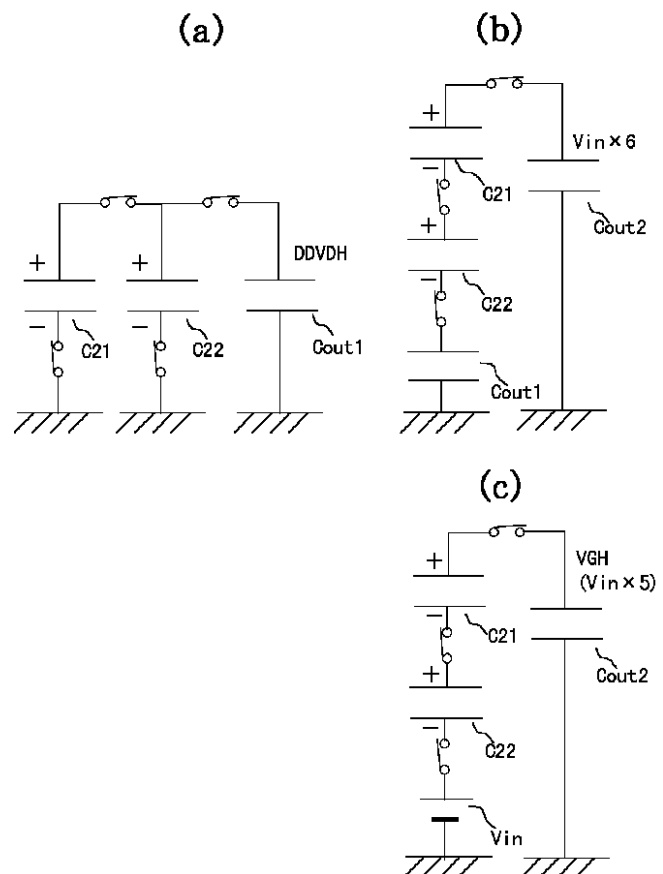 (a)
+
+
DDVDH
−
−
C21
C22
Cout1
(b)
+
Vin×6
−
C21
+
Cout2
−
C22
Cout1
(c)
+
VGH
(Vin×5)
−
C21
+
Cout2
−
C22
Vin